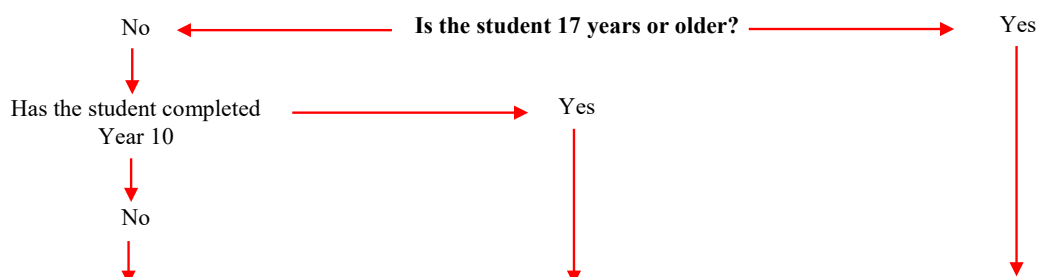 No
Is the student 17 years or older?
Yes
Has the student completed
Year 10
Yes
No